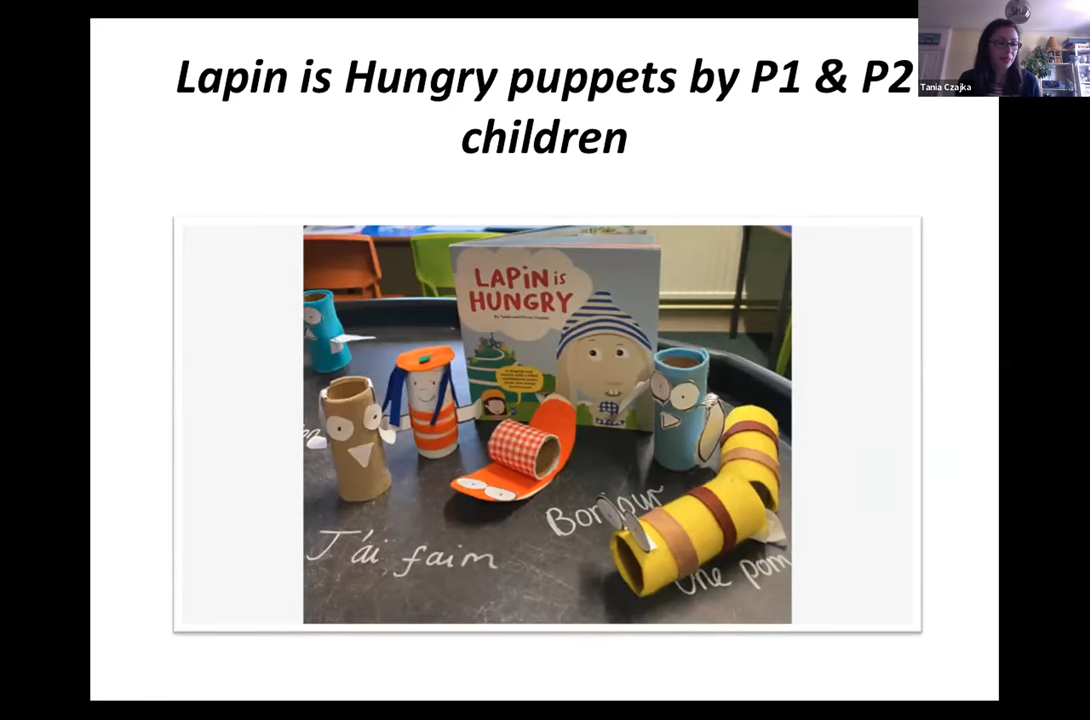 Lapin is Hungry puppets by P1 & P2
children
Tania Czajka
LAPiN is
HUNGRY
Bonjour
J'ai faim
Une pom